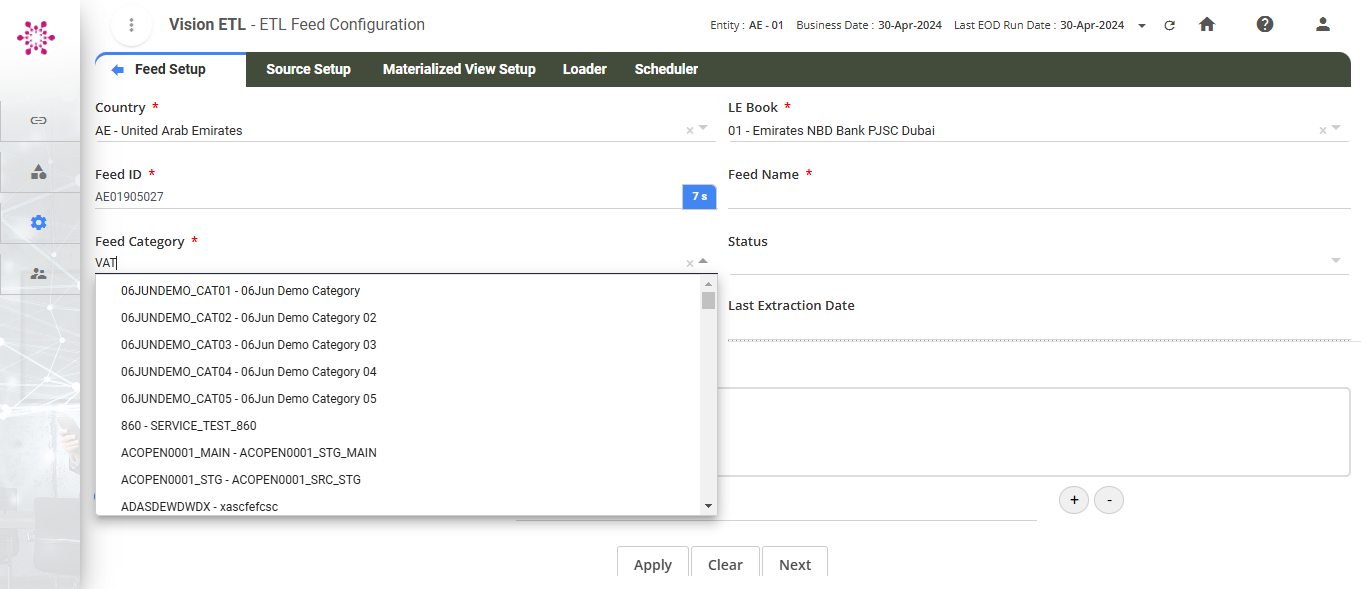 Vision ETL - ETL Feed Configuration
Entity : AE - 01 Business Date : 30-Apr-2024 Last EOD Run Date : 30-Apr-2024
Feed Setup Source Setup Materialized View Setup Loader Scheduler
Country *
AE - United Arab Emirates
LE Book *
01 - Emirates NBD Bank PJSC Dubai
Feed ID *
AE01905027
7 s
Feed Name *
Feed Category *
VAT
Status
06JUNDEMO_CAT01 - 06Jun Demo Category
06JUNDEMO_CAT02 - 06Jun Demo Category 02
06JUNDEMO_CAT03 - 06Jun Demo Category 03
06JUNDEMO_CAT04 - 06Jun Demo Category 04
06JUNDEMO_CAT05 - 06Jun Demo Category 05
860 - SERVICE_TEST_860
ACOPEN0001_MAIN - ACOPEN0001_STG_MAIN
ACOPEN0001_STG - ACOPEN0001_SRC_STG
ADASDEWDWDX - xascfefcsc
Last Extraction Date
+ -
Apply Clear Next